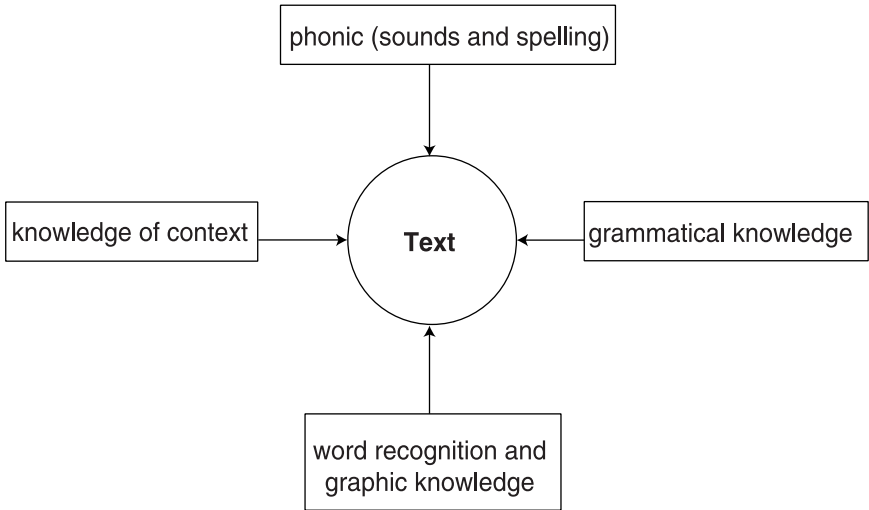 phonic (sounds and spelling)
knowledge of context
Text
grammatical knowledge
word recognition and
graphic knowledge